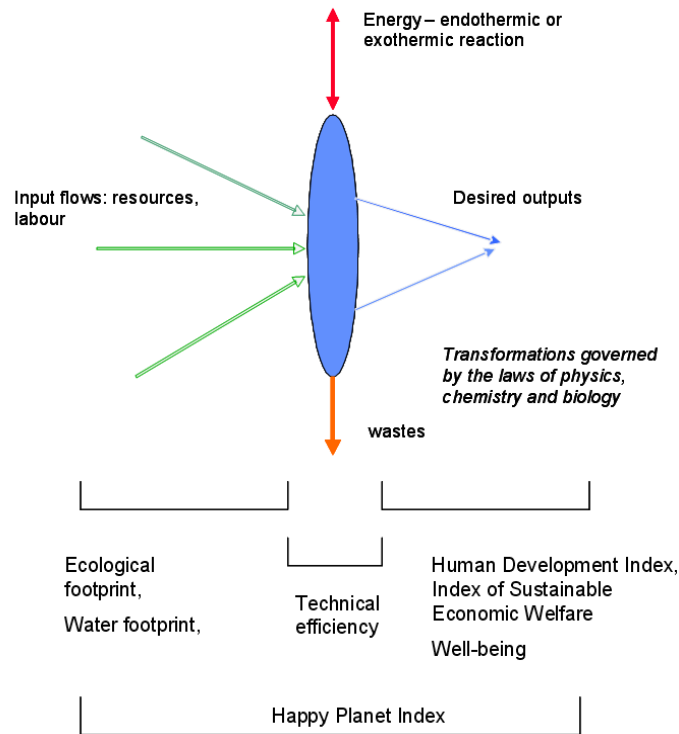 Energy – endothermic or
exothermic reaction
Input flows: resources,
labour
Desired outputs
Transformations governed
by the laws of physics,
chemistry and biology
wastes
Ecological
footprint,
Water footprint,
Technical
efficiency
Human Development Index,
Index of Sustainable
Economic Welfare
Well-being
Happy Planet Index